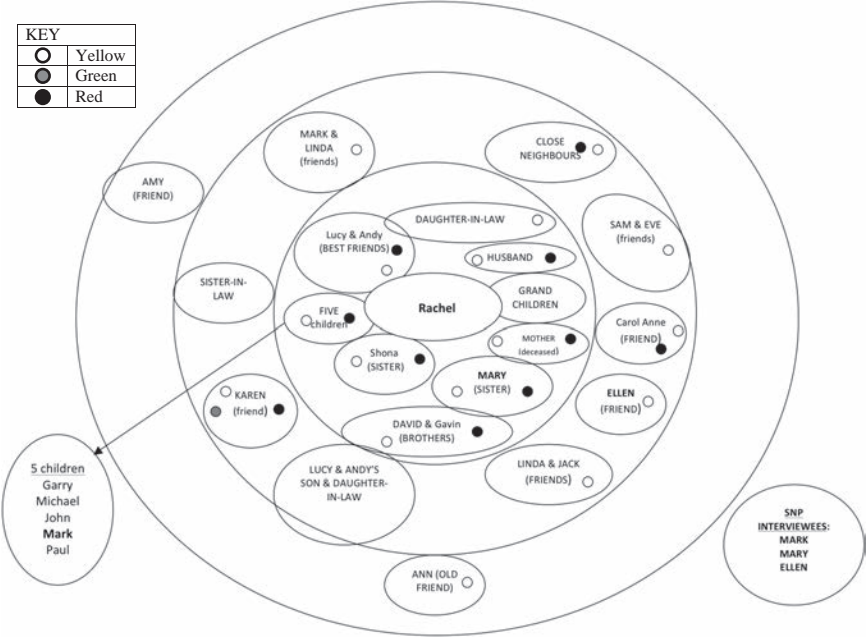 KEY
Yellow
Green
Red
MARK &
LINDA
(friends)
CLOSE
NEIGHBOURS
AMY
(FRIEND)
DAUGHTER-IN-LAW
SAM & EVE
(friends)
Lucy & Andy
(BEST FRIENDS)
HUSBAND
SISTER-IN-
LAW
GRAND
CHILDREN
Rachel
FIVE
children
Carol Anne
(FRIEND)
MOTHER
(deceased)
Shona
(SISTER)
MARY
(SISTER)
KAREN
(friend)
ELLEN
(FRIEND)
DAVID & Gavin
(BROTHERS)
LUCY & ANDY'S
SON & DAUGHTER-
IN-LAW
LINDA & JACK
(FRIENDS)
5 children
Garry
Michael
John
Mark
Paul
SNP
INTERVIEWEES:
MARK
MARY
ELLEN
ANN (OLD
FRIEND)